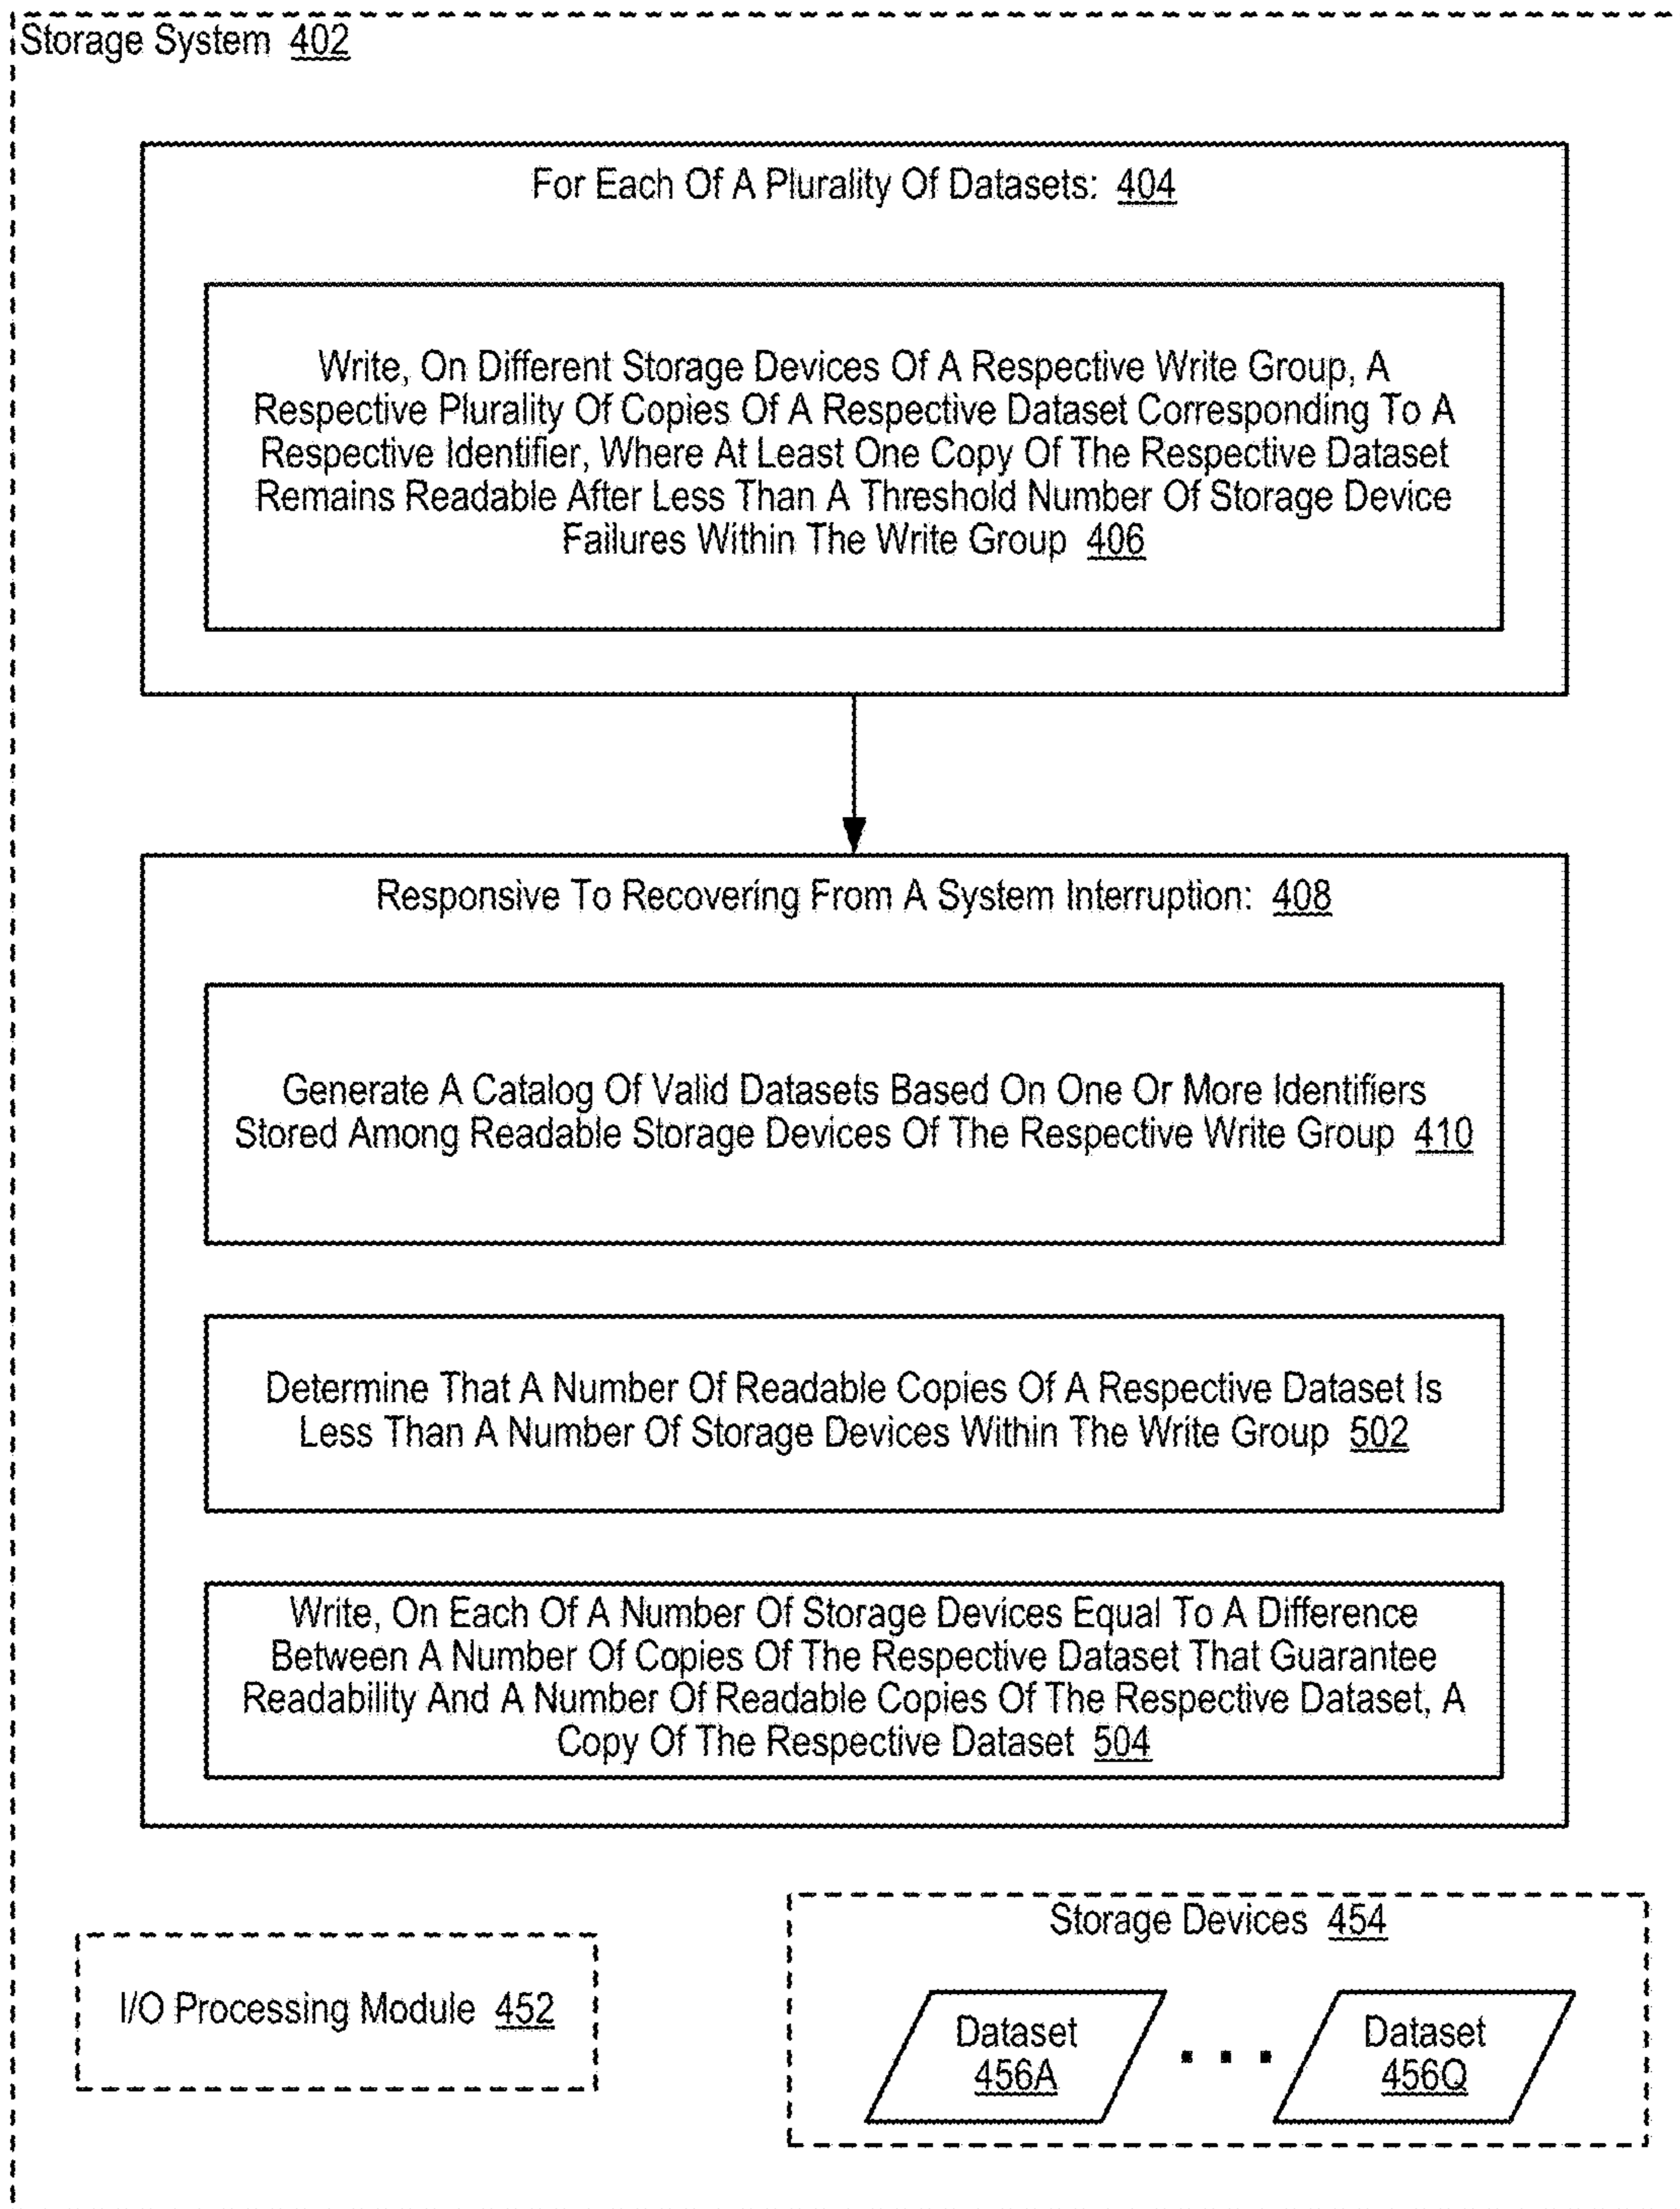 Storage System 402
For Each Of A Plurality Of Datasets: 404
Write, On Different Storage Devices Of A Respective Write Group, A
Respective Plurality Of Copies Of A Respective Dataset Corresponding To A
Respective Identifier, Where At Least One Copy Of The Respective Dataset
Remains Readable After Less Than A Threshold Number Of Storage Device
Failures Within The Write Group 406
Responsive To Recovering From A System Interruption: 408
Generate A Catalog Of Valid Datasets Based On One Or More Identifiers
Stored Among Readable Storage Devices Of The Respective Write Group 410
Determine That A Number Of Readable Copies Of A Respective Dataset Is
Less Than A Number Of Storage Devices Within The Write Group 502
Write, On Each Of A Number Of Storage Devices Equal To A Difference
Between A Number Of Copies Of The Respective Dataset That Guarantee
Readability And A Number Of Readable Copies Of The Respective Dataset, A
Copy Of The Respective Dataset 504
I/O Processing Module 452
Storage Devices 454
Dataset
456A
Dataset
456Q